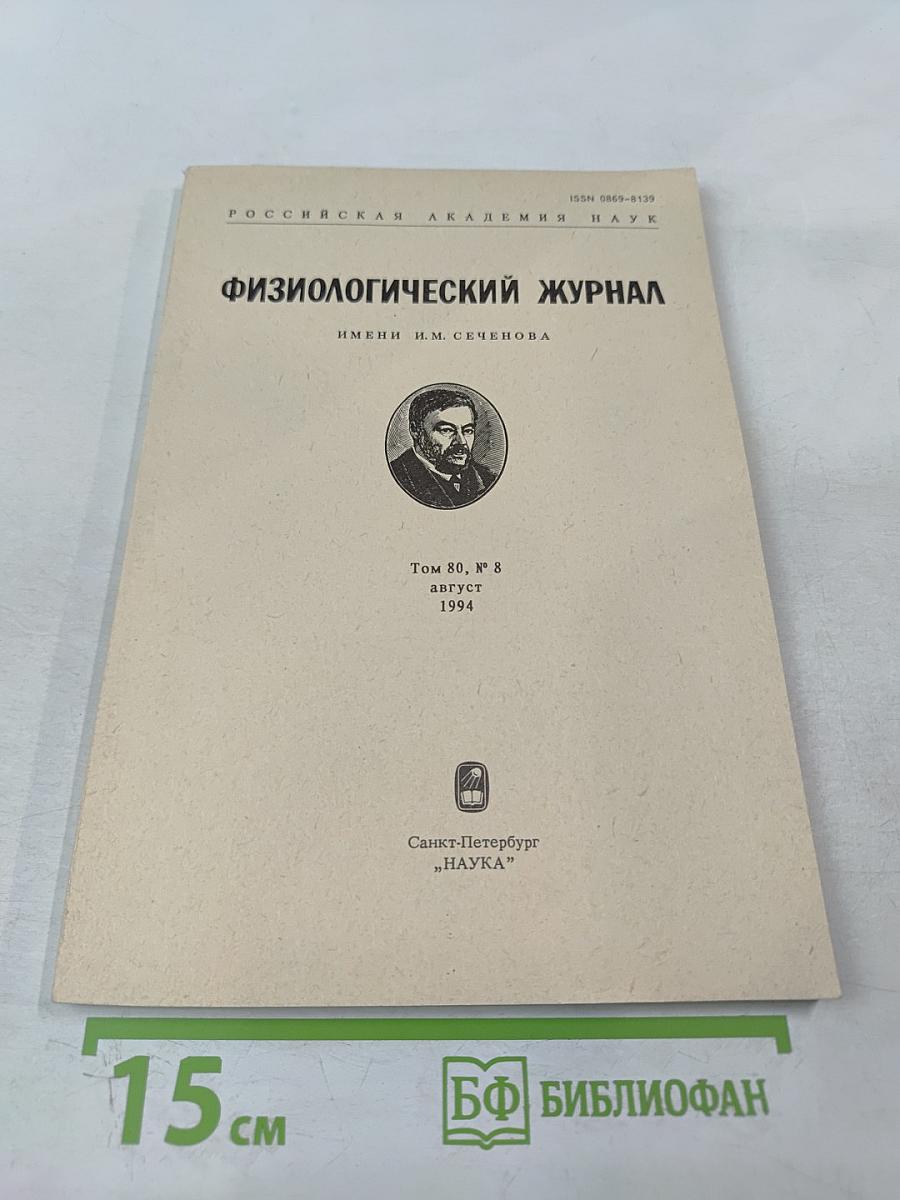 ISSN 0869-8139
РОССИЙСКАЯ АКАДЕМИЯ НАУК
ФИЗИОЛОГИЧЕСКИЙ ЖУРНАЛ
ИМЕНИ И.М. СЕЧЕНОВА
Том 80, № 8
август
1994
Санкт-Петербург
„НАУКА”
15 см
БФ БИБЛИОФАН